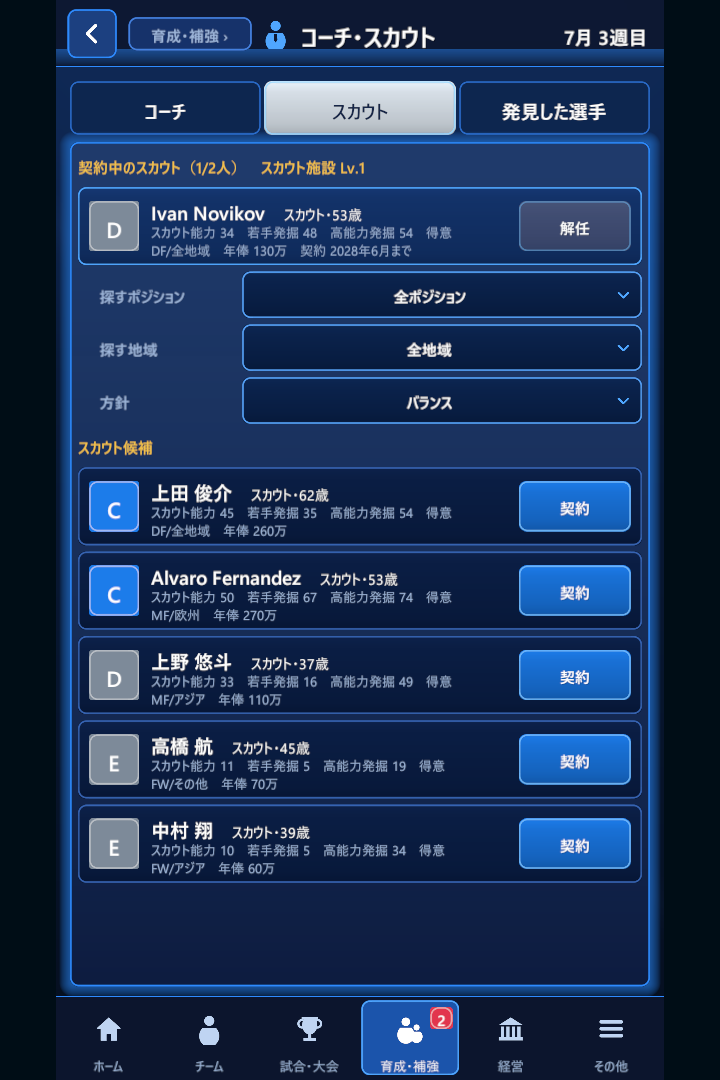 育成・補強 ›
コーチ・スカウト
7月 3週目
コーチ
スカウト
発見した選手
契約中のスカウト（1/2人） スカウト施設 Lv.1
D
Ivan Novikov スカウト・53歳
スカウト能力 34 若手発掘 48 高能力発掘 54 得意
DF/全地域 年俸 130万 契約 2028年6月まで
解任
探すポジション
全ポジション
探す地域
全地域
方針
バランス
スカウト候補
C
上田 俊介 スカウト・62歳
スカウト能力 45 若手発掘 35 高能力発掘 54 得意
DF/全地域 年俸 260万
契約
C
Alvaro Fernandez スカウト・53歳
スカウト能力 50 若手発掘 67 高能力発掘 74 得意
MF/欧州 年俸 270万
契約
D
上野 悠斗 スカウト・37歳
スカウト能力 33 若手発掘 16 高能力発掘 49 得意
MF/アジア 年俸 110万
契約
E
高橋 航 スカウト・45歳
スカウト能力 11 若手発掘 5 高能力発掘 19 得意
FW/その他 年俸 70万
契約
E
中村 翔 スカウト・39歳
スカウト能力 10 若手発掘 5 高能力発掘 34 得意
FW/アジア 年俸 60万
契約
2
ホーム
チーム
試合・大会
育成・補強
経営
その他